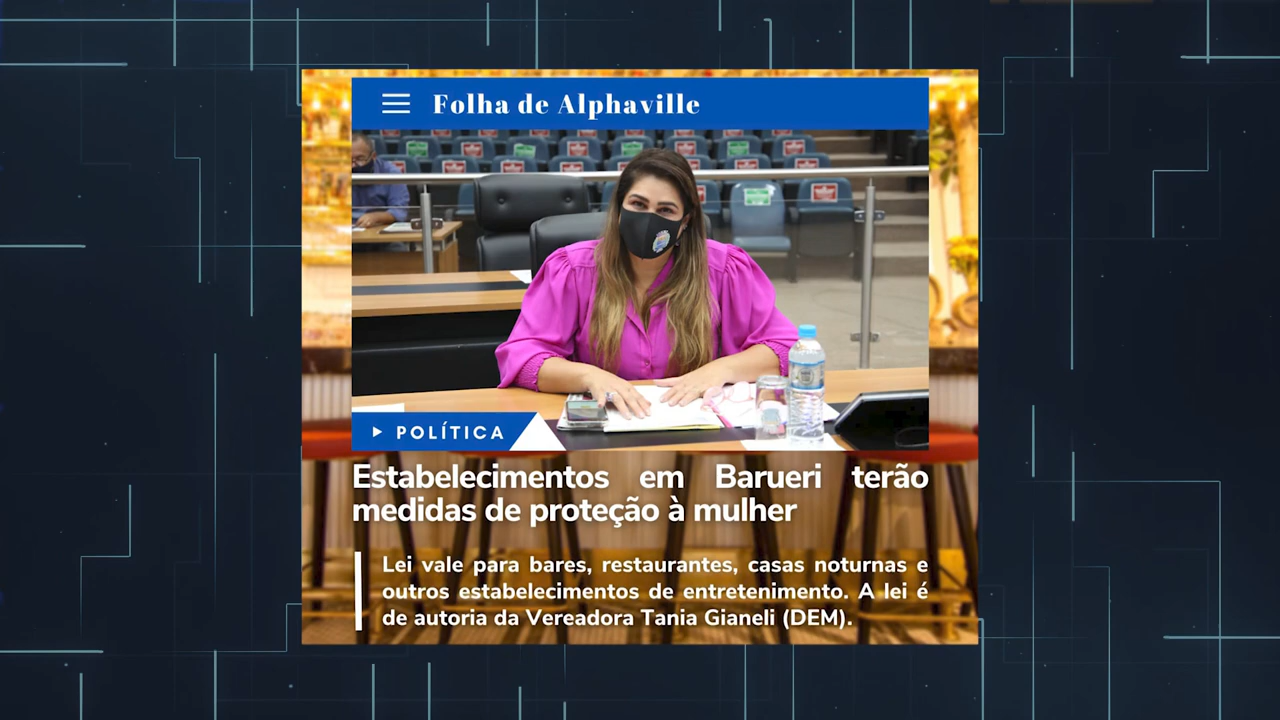 Folha de Alphaville
POLÍTICA
Estabelecimentos em Barueri terão
medidas de proteção à mulher
Lei vale para bares, restaurantes, casas noturnas e
outros estabelecimentos de entretenimento. A lei é
de autoria da Vereadora Tania Gianeli (DEM).